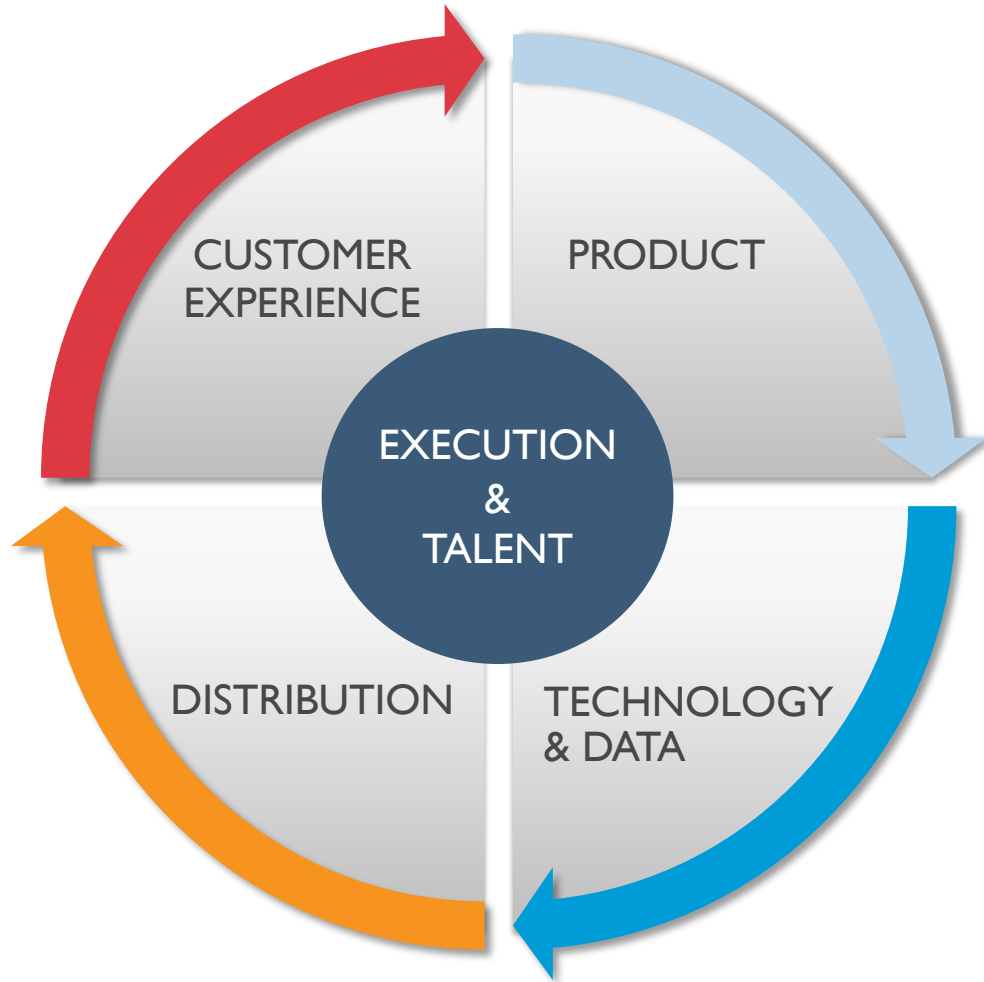 CUSTOMER
EXPERIENCE
PRODUCT
EXECUTION
&
TALENT
DISTRIBUTION
TECHNOLOGY
& DATA